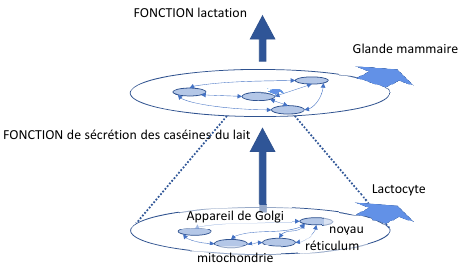 FONCTION lactation
Glande mammaire
FONCTION de sécrétion des caséines du lait
Lactocyte
Appareil de Golgi
noyau
réticulum
mitochondrie